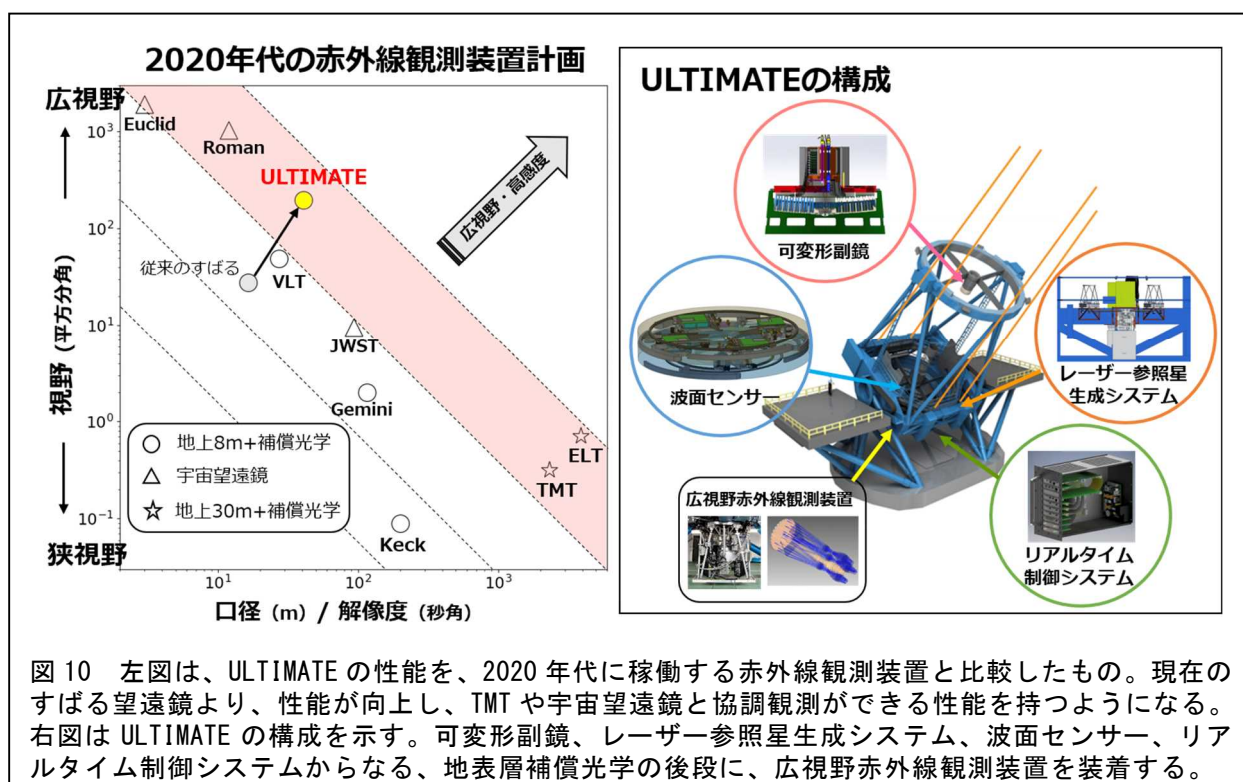 2020年代の赤外線観測装置計画
広視野
10³
10²
10¹
10⁰
10⁻¹
視野（平方分角）
狭視野
Euclid
Roman
ULTIMATE
広視野・高感度
従来のすばる
VLT
JWST
Gemini
ELT
TMT
Keck
○ 地上8m+補償光学
△ 宇宙望遠鏡
☆ 地上30m+補償光学
10¹ 10² 10³
口径（m）/ 解像度（秒角）
ULTIMATEの構成
可変形副鏡
波面センサー
レーザー参照星
生成システム
広視野赤外線観測装置
リアルタイム
制御システム
図 10　左図は、ULTIMATE の性能を、2020 年代に稼働する赤外線観測装置と比較したもの。現在の
すばる望遠鏡より、性能が向上し、TMT や宇宙望遠鏡と協調観測ができる性能を持つようになる。
右図は ULTIMATE の構成を示す。可変形副鏡、レーザー参照星生成システム、波面センサー、リア
ルタイム制御システムからなる、地表層補償光学の後段に、広視野赤外線観測装置を装着する。